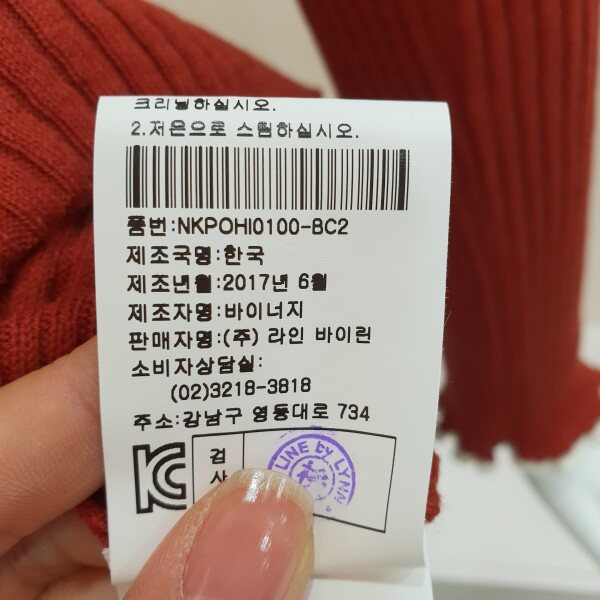 크리닝하십시오.
2.저온으로 스팀하십시오.
품번:NKPOHI0100-BC2
제조국명:한국
제조년월:2017년 6월
제조자명:바이너지
판매자명:(주) 라인 바이린
소비자상담실:
(02)3218-3818
주소:강남구 영동대로 734
검
사
LINE by LYNN